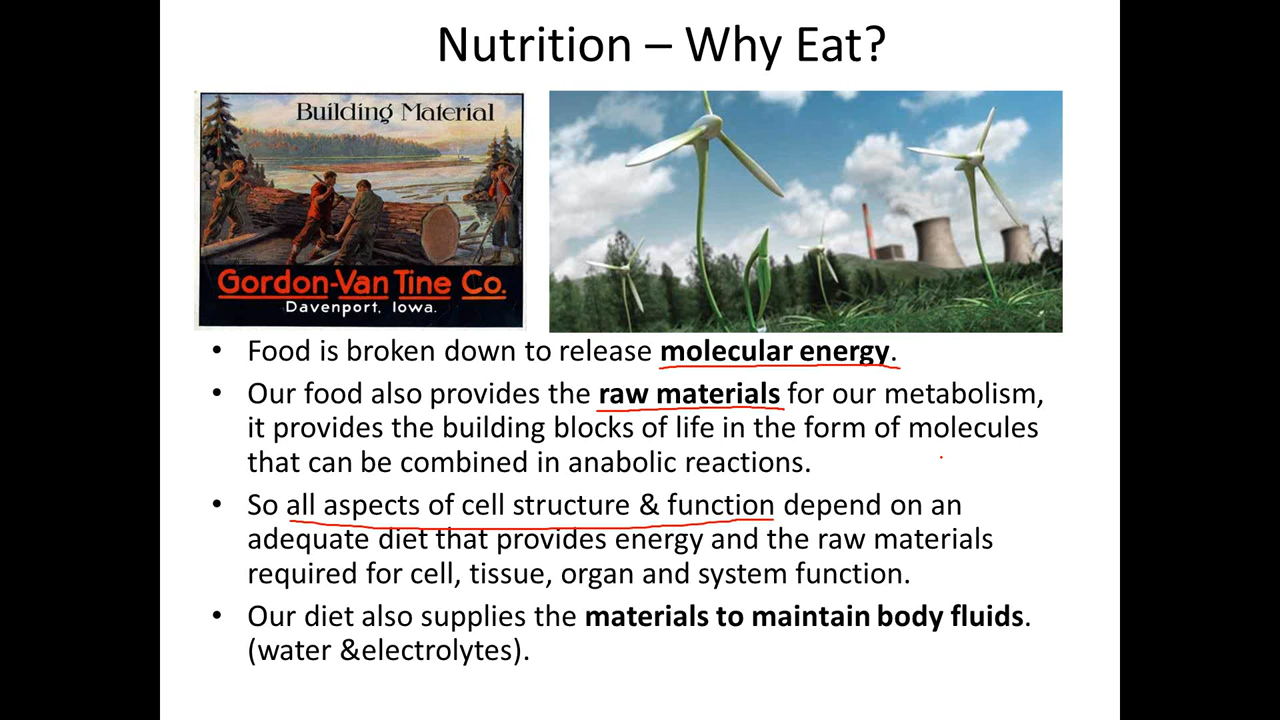 Nutrition – Why Eat?
Building Material
Gordon-Van Tine Co.
Davenport, Iowa.
• Food is broken down to release molecular energy.
• Our food also provides the raw materials for our metabolism,
it provides the building blocks of life in the form of molecules
that can be combined in anabolic reactions.
• So all aspects of cell structure & function depend on an
adequate diet that provides energy and the raw materials
required for cell, tissue, organ and system function.
• Our diet also supplies the materials to maintain body fluids.
(water &electrolytes).